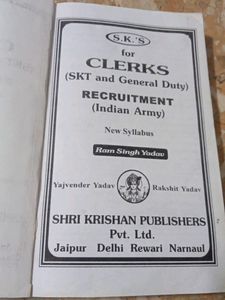 S.K.'S
for
CLERKS
(SKT and General Duty)
RECRUITMENT
(Indian Army)
New Syllabus
Ram Singh Yadav
Yajvender Yadav Rakshit Yadav
SHRI KRISHAN PUBLISHERS
Pvt. Ltd.
Jaipur Delhi Rewari Narnaul